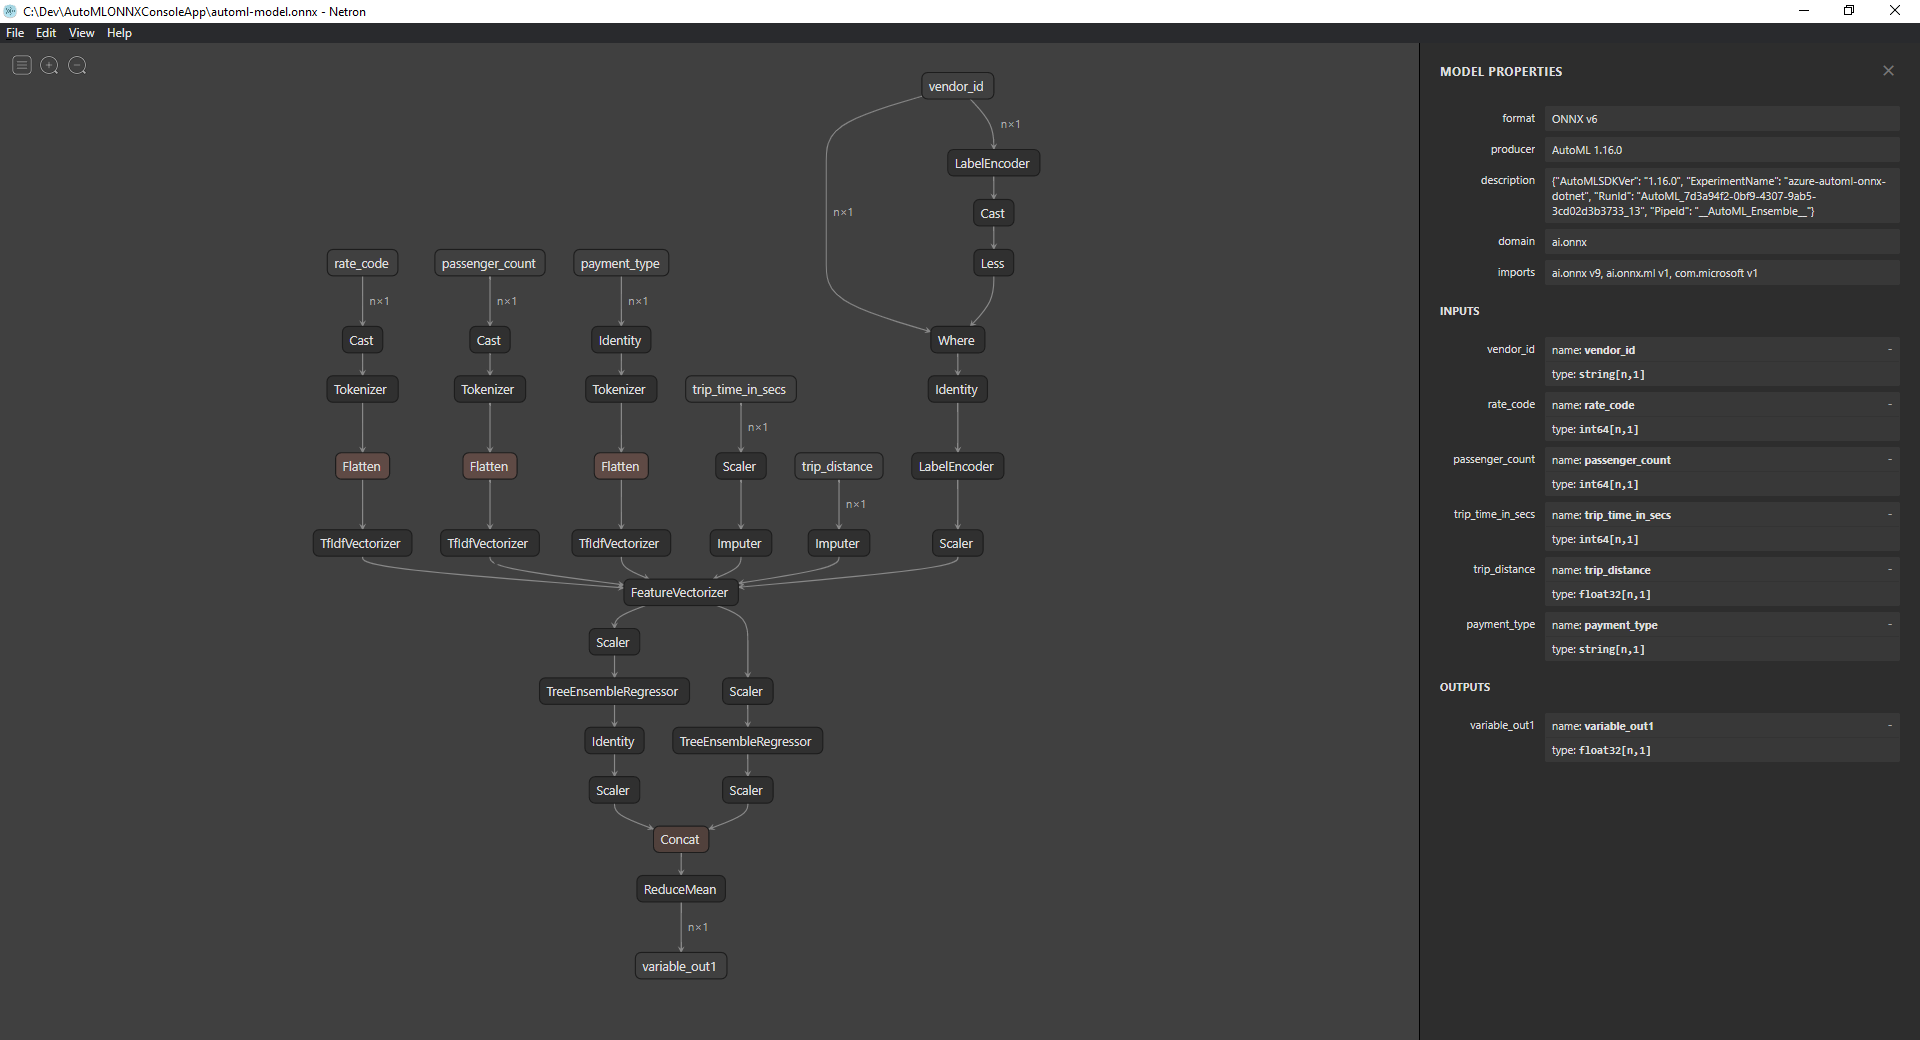 C:\Dev\AutoMLONNXConsoleApp\automl-model.onnx - Netron
File Edit View Help
vendor_id
n×1
LabelEncoder
n×1
Cast
Less
rate_code passenger_count payment_type
n×1 n×1 n×1
Cast Cast Identity Where
Tokenizer Tokenizer Tokenizer trip_time_in_secs Identity
n×1
Flatten Flatten Flatten Scaler trip_distance LabelEncoder
n×1
TfIdfVectorizer TfIdfVectorizer TfIdfVectorizer Imputer Imputer Scaler
FeatureVectorizer
Scaler
TreeEnsembleRegressor Scaler
Identity TreeEnsembleRegressor
Scaler Scaler
Concat
ReduceMean
n×1
variable_out1
MODEL PROPERTIES
format ONNX v6
producer AutoML 1.16.0
description {"AutoMLSDKVer": "1.16.0", "ExperimentName": "azure-automl-onnx-
dotnet", "RunId": "AutoML_7d3a94f2-0bf9-4307-9ab5-
3cd02d3b3733_13", "PipeId": "__AutoML_Ensemble__"}
domain ai.onnx
imports ai.onnx v9, ai.onnx.ml v1, com.microsoft v1
INPUTS
vendor_id name: vendor_id -
type: string[n,1]
rate_code name: rate_code -
type: int64[n,1]
passenger_count name: passenger_count -
type: int64[n,1]
trip_time_in_secs name: trip_time_in_secs -
type: int64[n,1]
trip_distance name: trip_distance -
type: float32[n,1]
payment_type name: payment_type -
type: string[n,1]
OUTPUTS
variable_out1 name: variable_out1 -
type: float32[n,1]